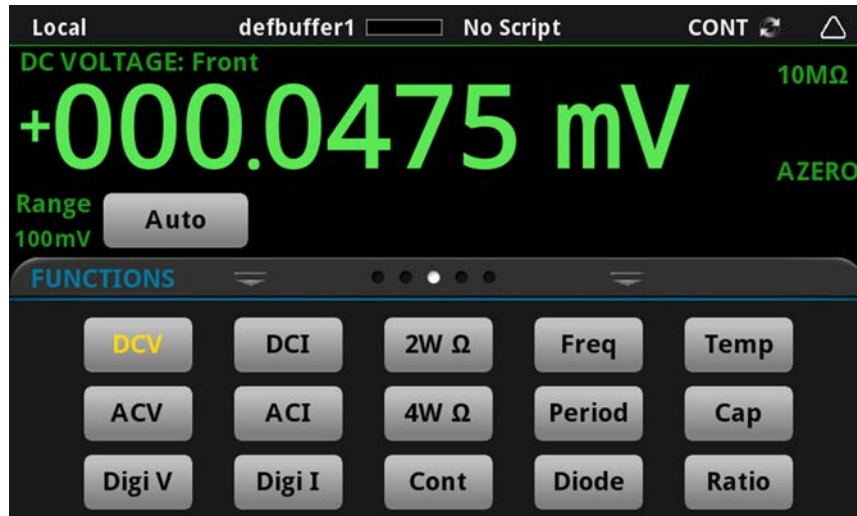 Local defbuffer1 No Script CONT
DC VOLTAGE: Front
10MΩ
+000.0475 mV
AZERO
Range
100mV
Auto
FUNCTIONS
DCV DCI 2W Ω Freq Temp
ACV ACI 4W Ω Period Cap
Digi V Digi I Cont Diode Ratio